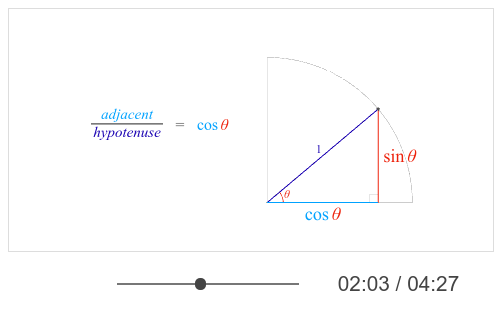 adjacent
hypotenuse
= cos θ
1
sin θ
θ
cos θ
02:03 / 04:27